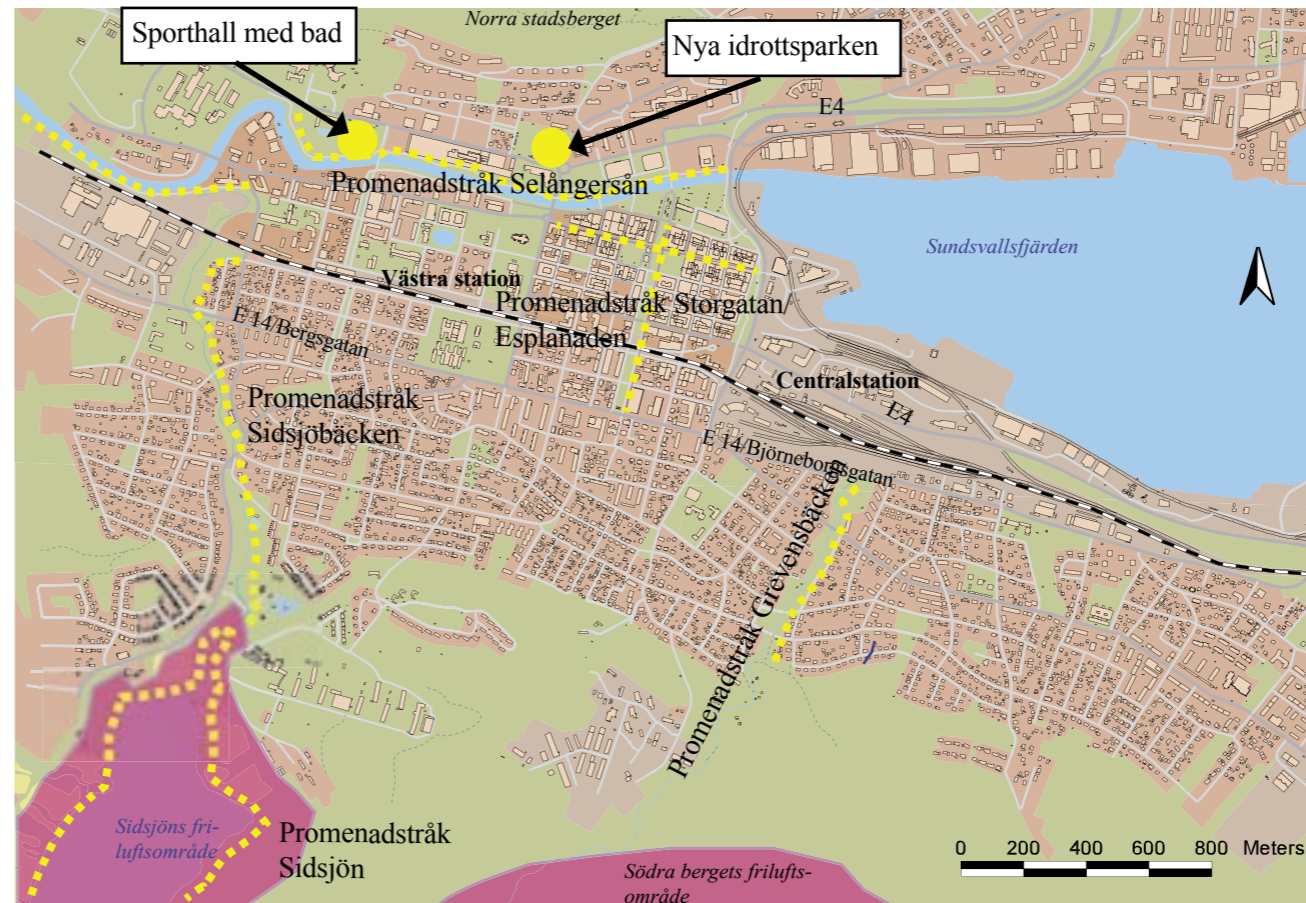 Norra stadsberget
Sporthall med bad
Nya idrottsparken
E4
Promenadstråk Selångersån
Sundsvallsfjärden
Västra station
Promenadstråk Storgatan/
Esplanaden
E 14/Bergsgatan
Centralstation
E4
Promenadstråk
Sidsjöbäcken
E 14/Björneborgsgatan
Promenadstråk Grevensbäcken
Sidsjöns fri-
luftsområde
Promenadstråk
Sidsjön
0 200 400 600 800 Meters
Södra bergets frilufts-
område